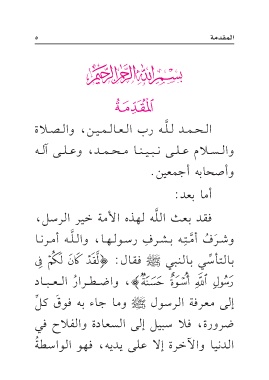 المقدمة ٥
بسم الله الرحمن الرحيم
المُقَدِّمَةُ
الـحمد للَّه رب العالمين، والصلاة
والسلام على نبينا محمد، وعلى آله
وأصحابه أجمعين.
أما بعد:
فقد بعث اللَّه لهذه الأمة خير الرسل،
وشرَفُ أمَّتِه بشرفِ رسولها، واللَّه أمرنا
بالتأسِّي بالنبي ﷺ فقال: ﴿لَّقَدْ كَانَ لَكُمْ فِي
رَسُولِ ٱللَّهِ أُسْوَةٌ حَسَنَةٌ﴾، واضطرارُ العباد
إلى معرفة الرسول ﷺ وما جاء به فوقَ كلِّ
ضرورة، فلا سبيل إلى السعادة والفلاح في
الدنيا والآخرة إلا على يديه، فهو الواسطةُ